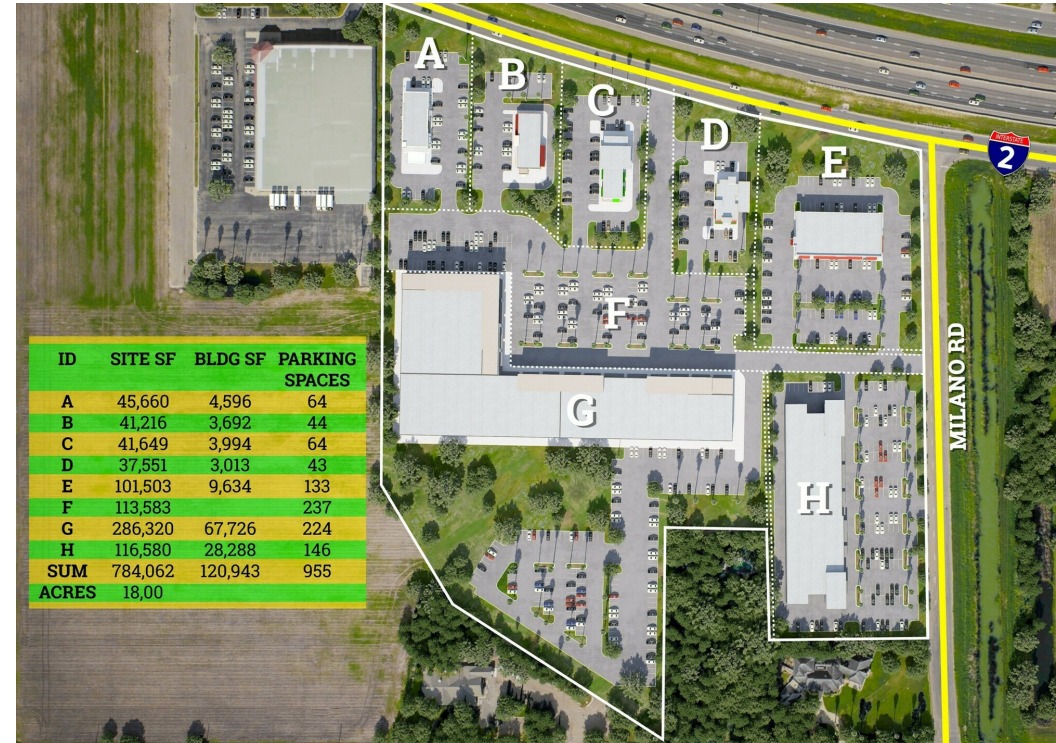 A
B
C
D
E
INTERSTATE
2
F
G
H
MILANO RD
ID SITE SF BLDG SF PARKING SPACES
A 45,660 4,596 64
B 41,216 3,692 44
C 41,649 3,994 64
D 37,551 3,013 43
E 101,503 9,634 133
F 113,583 237
G 286,320 67,726 224
H 116,580 28,288 146
SUM 784,062 120,943 955
ACRES 18,00